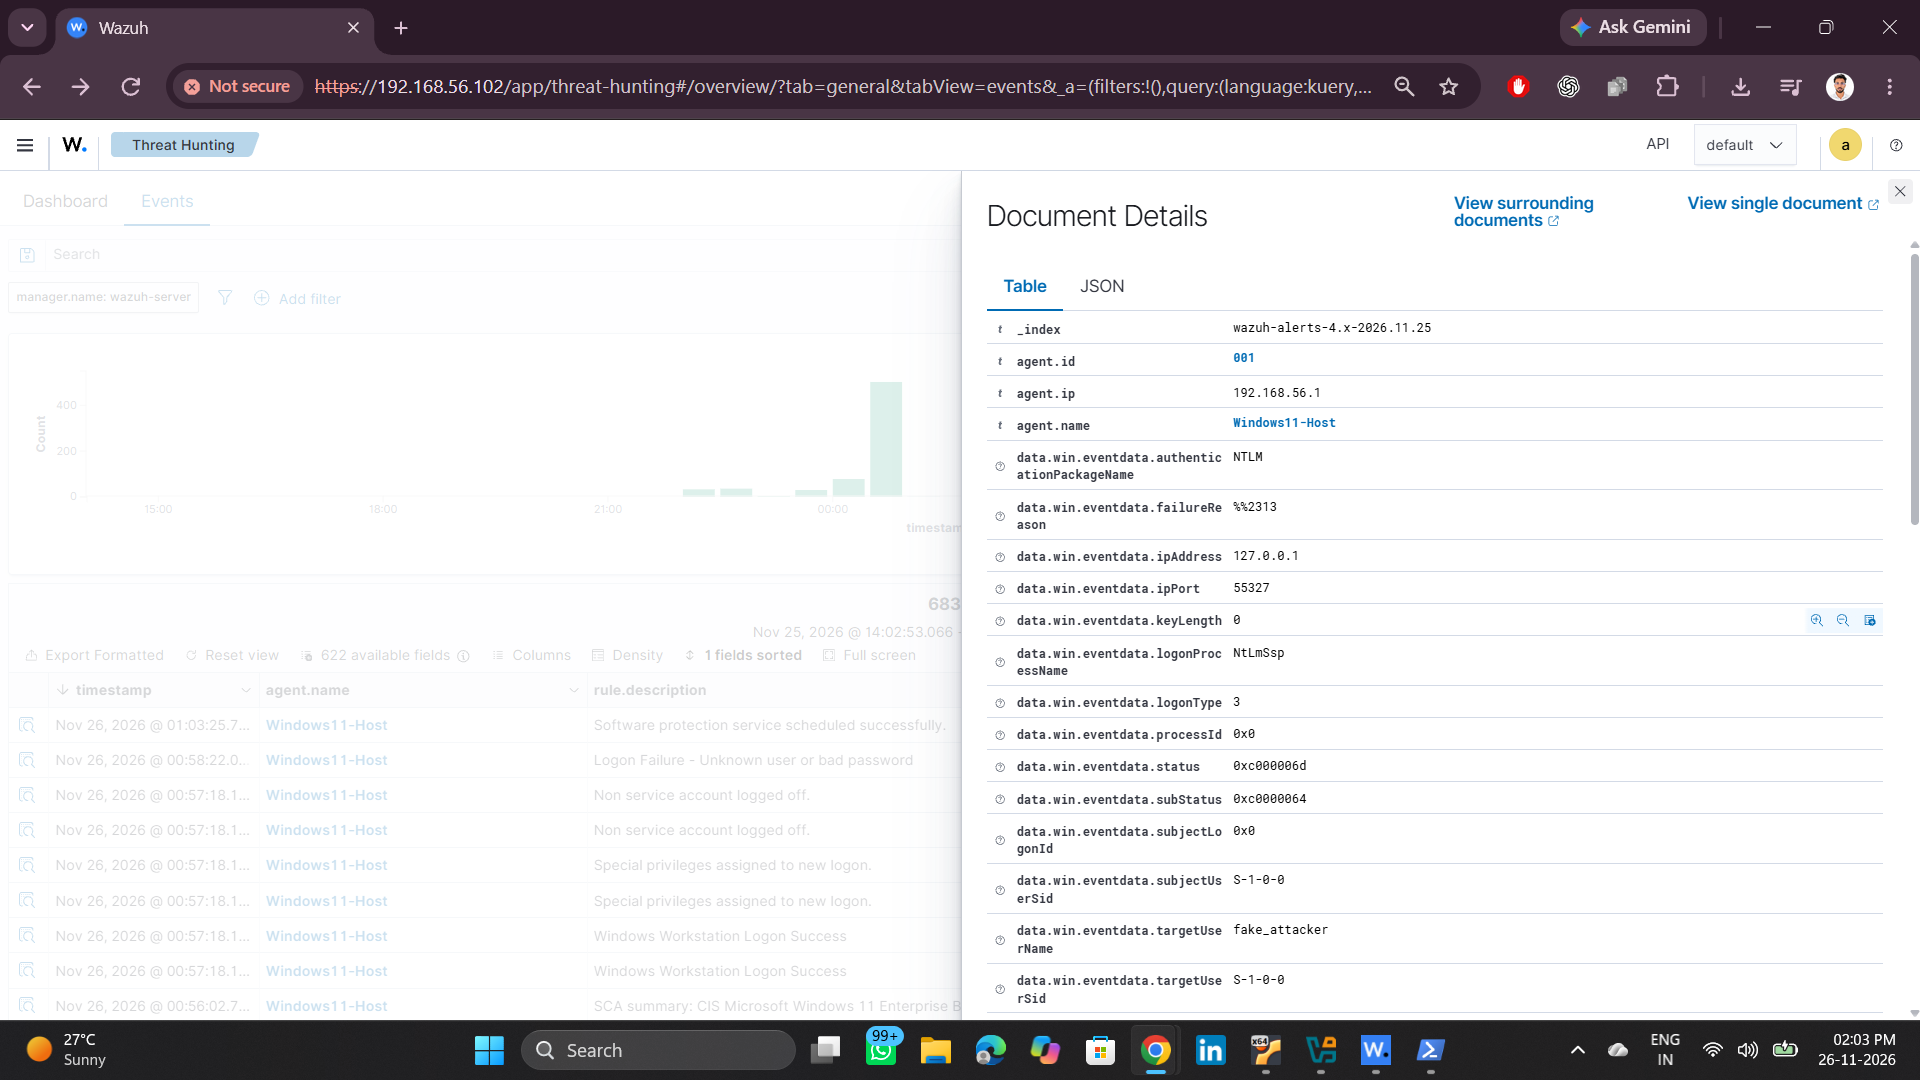 Wazuh
Ask Gemini
Not secure
https://192.168.56.102/app/threat-hunting#/overview/?tab=general&tabView=events&_a=(filters:!(),query:(language:kuery,...
W.
Threat Hunting
API
default
a
Dashboard
Events
Search
manager.name: wazuh-server
Add filter
Count
400
200
0
15:00
18:00
21:00
00:00
timestam
683
Nov 25, 2026 @ 14:02:53.066 -
Export Formatted
Reset view
622 available fields
Columns
Density
1 fields sorted
Full screen
timestamp
agent.name
rule.description
Nov 26, 2026 @ 01:03:25.7... Windows11-Host Software protection service scheduled successfully.
Nov 26, 2026 @ 00:58:22.0... Windows11-Host Logon Failure - Unknown user or bad password
Nov 26, 2026 @ 00:57:18.1... Windows11-Host Non service account logged off.
Nov 26, 2026 @ 00:57:18.1... Windows11-Host Non service account logged off.
Nov 26, 2026 @ 00:57:18.1... Windows11-Host Special privileges assigned to new logon.
Nov 26, 2026 @ 00:57:18.1... Windows11-Host Special privileges assigned to new logon.
Nov 26, 2026 @ 00:57:18.1... Windows11-Host Windows Workstation Logon Success
Nov 26, 2026 @ 00:57:18.1... Windows11-Host Windows Workstation Logon Success
Nov 26, 2026 @ 00:56:02.7... Windows11-Host SCA summary: CIS Microsoft Windows 11 Enterprise B
Document Details
View surrounding
documents
View single document
Table
JSON
t _index wazuh-alerts-4.x-2026.11.25
t agent.id 001
t agent.ip 192.168.56.1
t agent.name Windows11-Host
data.win.eventdata.authentic NTLM
ationPackageName
data.win.eventdata.failureRe %%2313
ason
data.win.eventdata.ipAddress 127.0.0.1
data.win.eventdata.ipPort 55327
data.win.eventdata.keyLength 0
data.win.eventdata.logonProc NtLmSsp
essName
data.win.eventdata.logonType 3
data.win.eventdata.processId 0x0
data.win.eventdata.status 0xc000006d
data.win.eventdata.subStatus 0xc0000064
data.win.eventdata.subjectLo 0x0
gonId
data.win.eventdata.subjectUs S-1-0-0
erSid
data.win.eventdata.targetUse fake_attacker
rName
data.win.eventdata.targetUse S-1-0-0
rSid
27°C
Sunny
Search
99+
x64
W.
ENG
IN
02:03 PM
26-11-2026